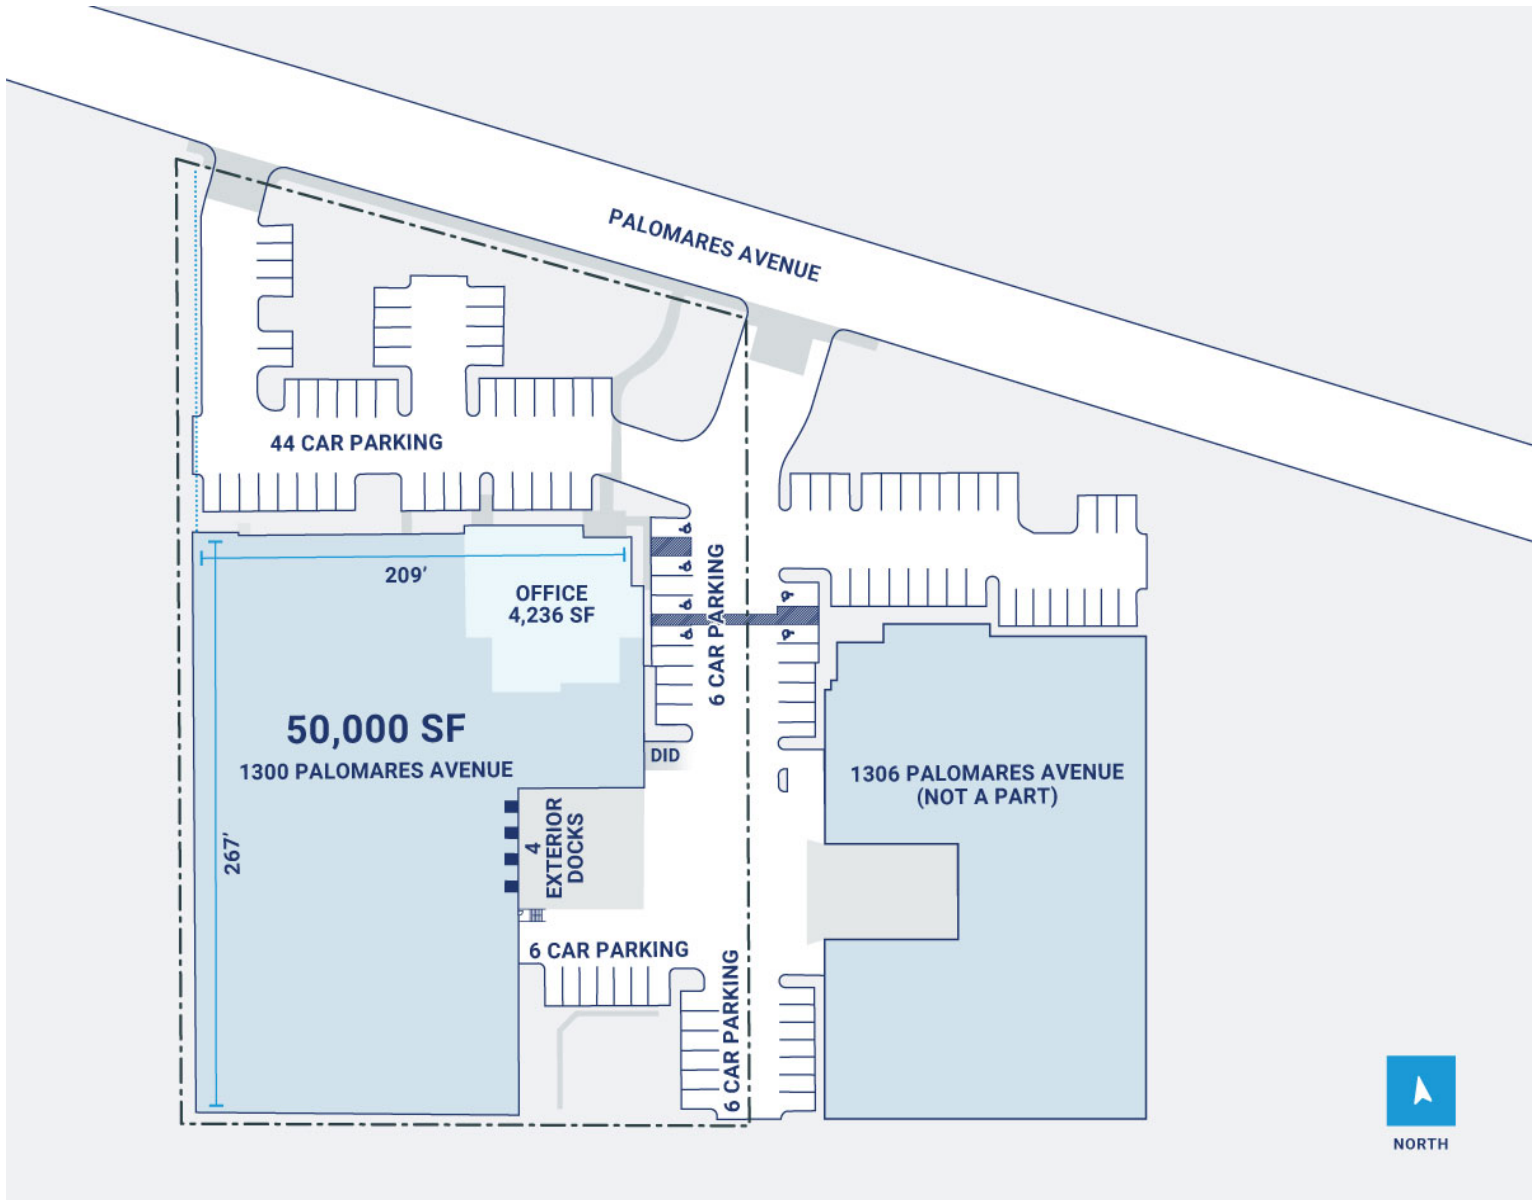 PALOMARES AVENUE
44 CAR PARKING
209’
OFFICE
4,236 SF
6 CAR PARKING
50,000 SF
1300 PALOMARES AVENUE
DID
1306 PALOMARES AVENUE
(NOT A PART)
267’
4
EXTERIOR
DOCKS
6 CAR PARKING
6 CAR PARKING
NORTH